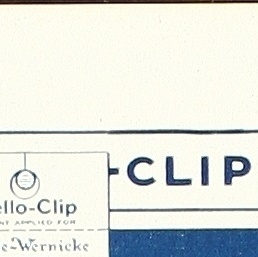 -CLIP
ello-Clip
NT APPLIED FOR
e-Wernicke